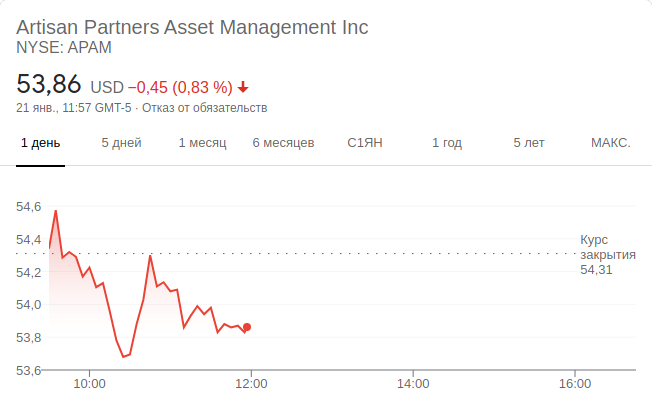 Artisan Partners Asset Management Inc
NYSE: APAM
53,86 USD −0,45 (0,83 %)
21 янв., 11:57 GMT-5 · Отказ от обязательств
1 день 5 дней 1 месяц 6 месяцев С1ЯН 1 год 5 лет МАКС.
54,6
54,4
54,2
54,0
53,8
53,6
Курс
закрытия
54,31
10:00 12:00 14:00 16:00